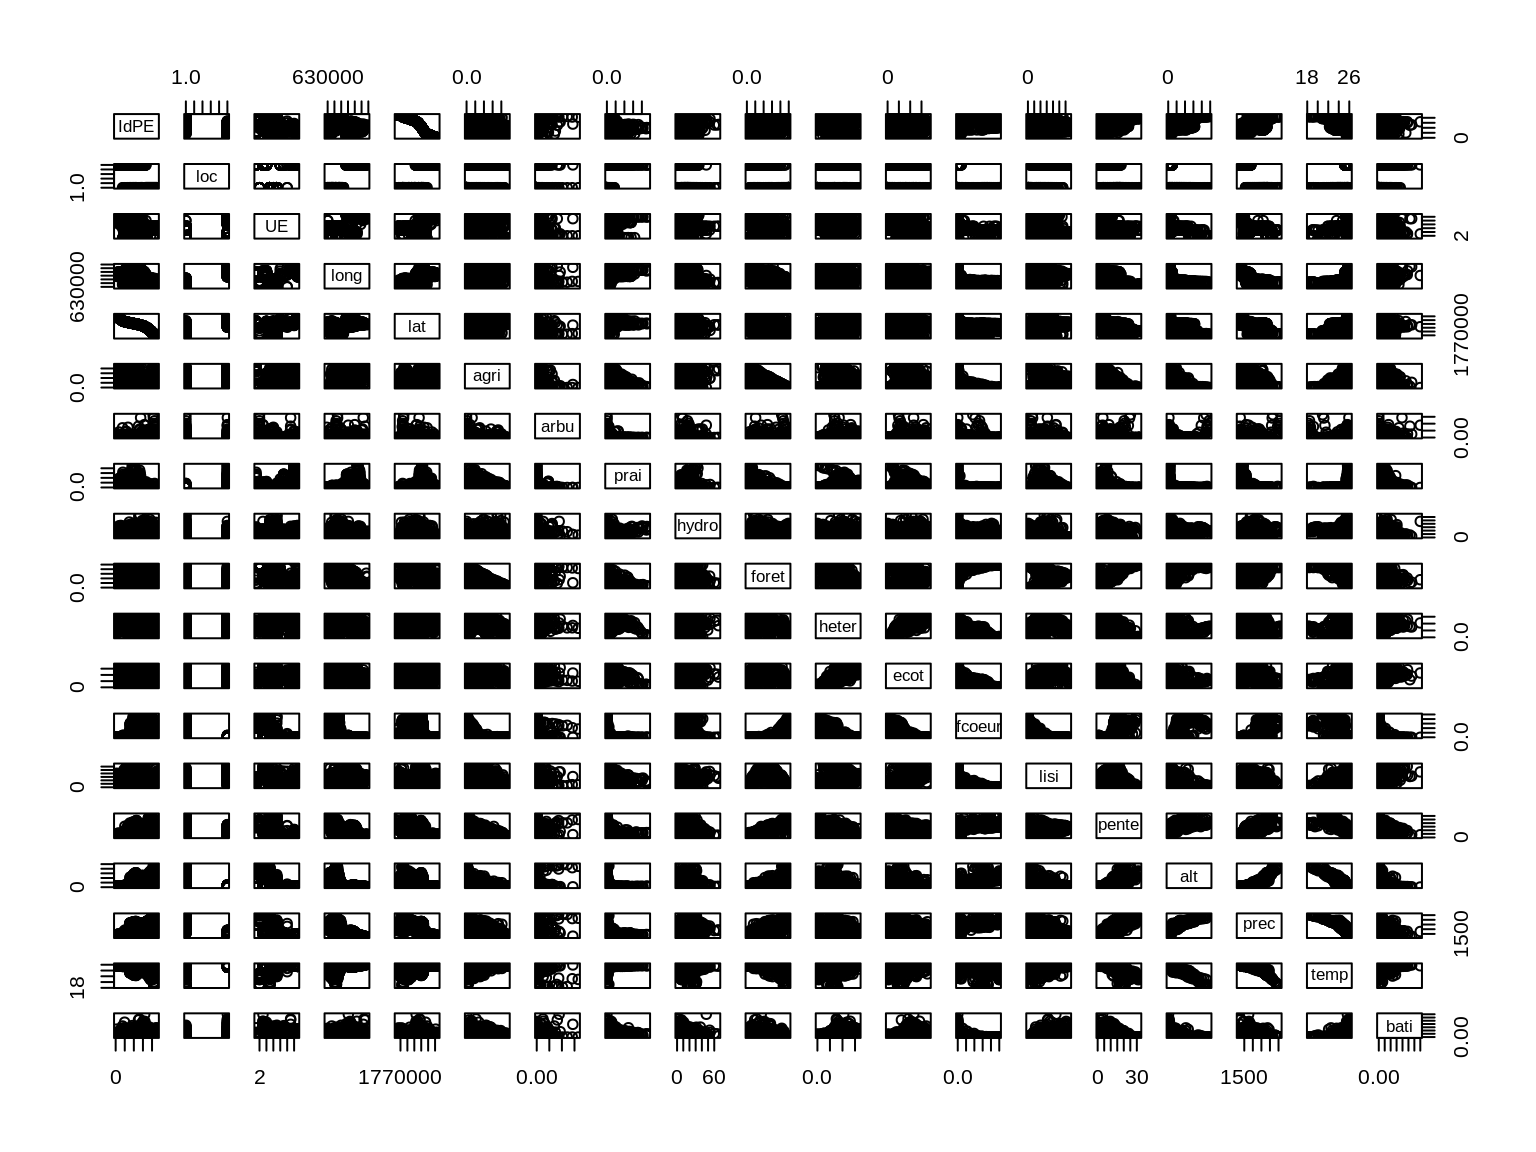 1.0 630000 0.0 0.0 0.0 0 0 0 18 26
IdPE 0
1.0 loc
UE 2
630000 long
lat 1770000
0.0 agri
arbu 0.00
0.0 prai
hydro 0
0.0 foret
heter 0.0
0 ecot
fcoeur 0.0
0 lisi
pente 0
0 alt
prec 1500
18 temp
bati 0.00
0 2 1770000 0.00 0 60 0.0 0.0 0 30 1500 0.00